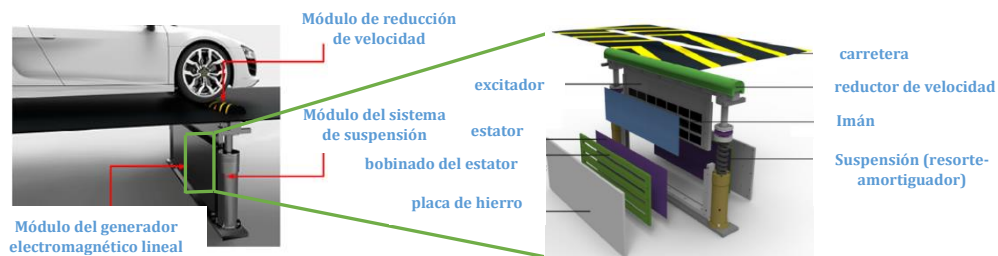 Módulo de reducción
de velocidad
Módulo del sistema
de suspensión
Módulo del generador
electromagnético lineal
excitador
estator
bobinado del estator
placa de hierro
carretera
reductor de velocidad
Imán
Suspensión (resorte-
amortiguador)